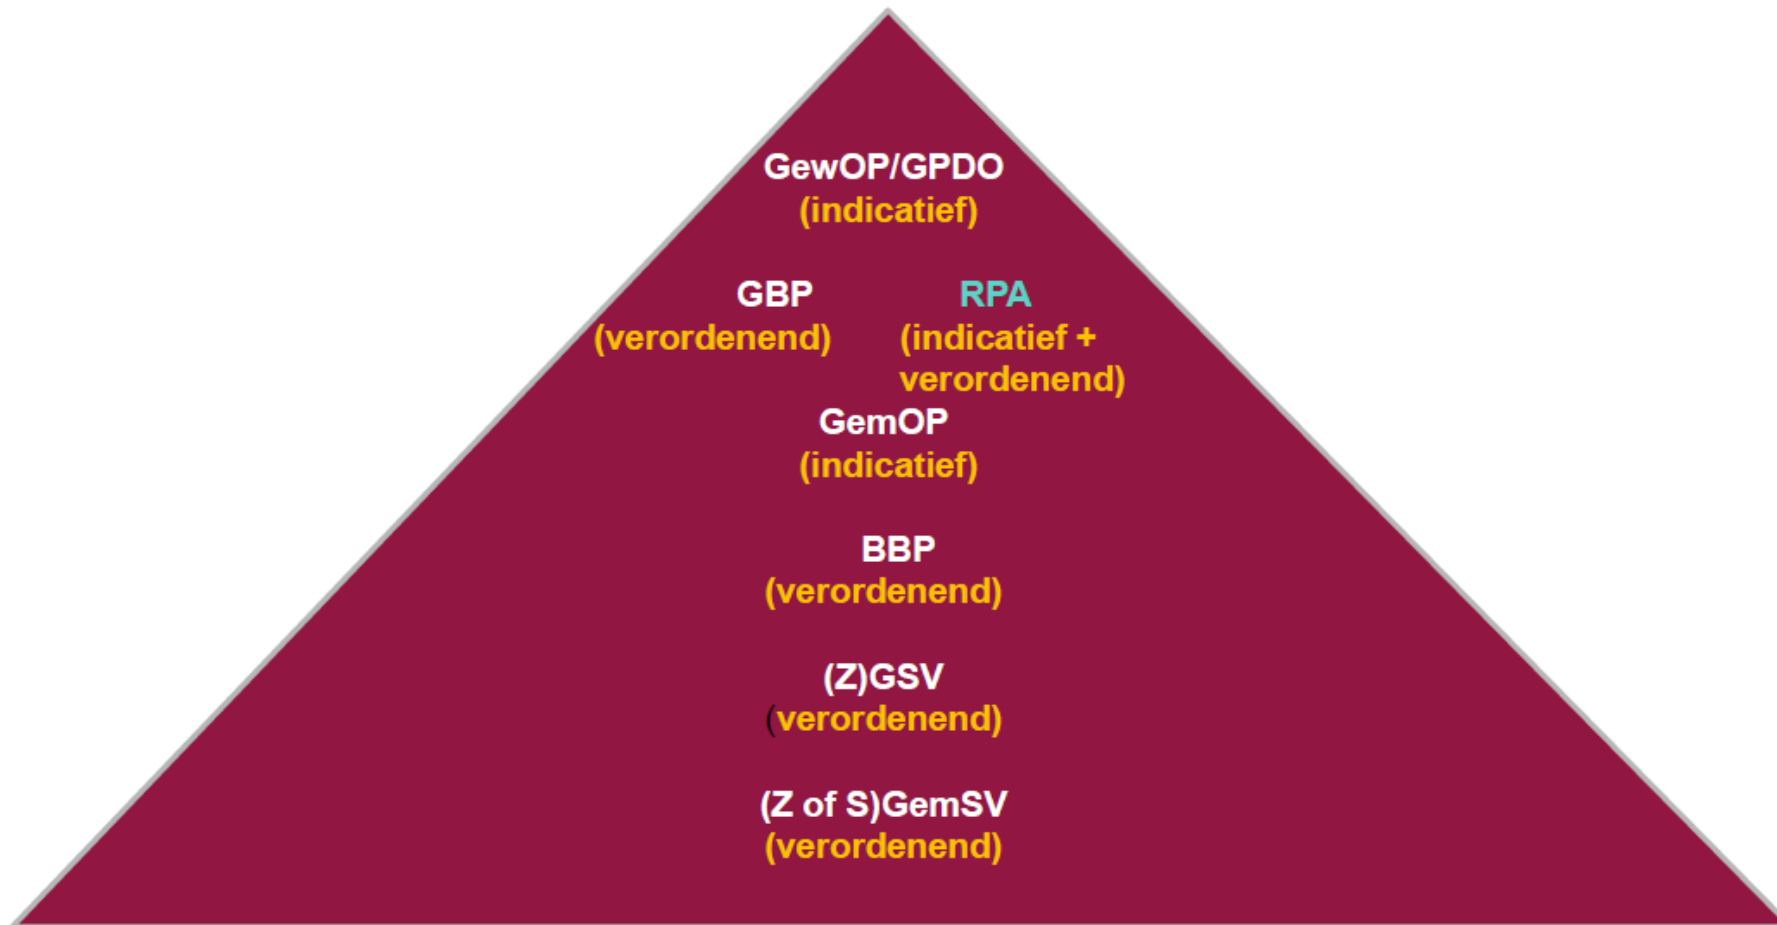 GewOP/GPDO
(indicatief)
GBP
(verordenend)
RPA
(indicatief +
verordenend)
GemOP
(indicatief)
BBP
(verordenend)
(Z)GSV
(verordenend)
(Z of S)GemSV
(verordenend)